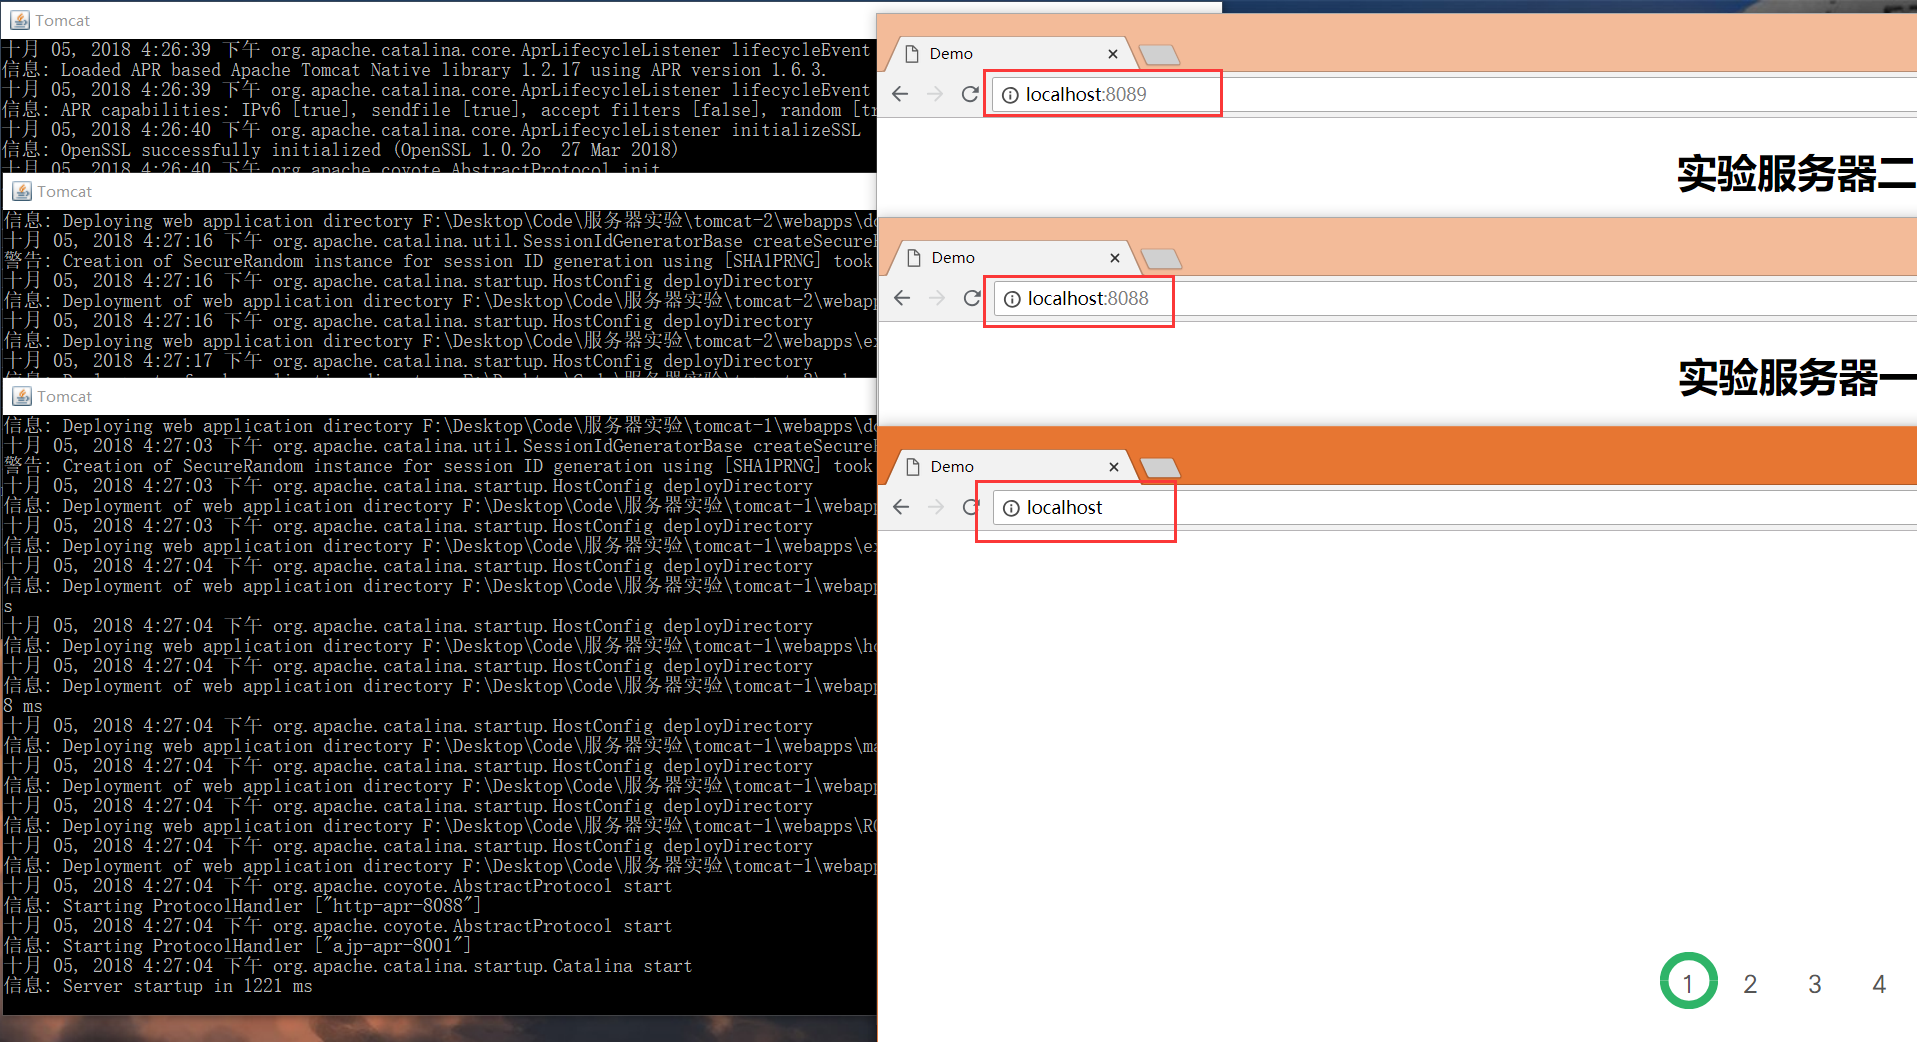 Tomcat
十月 05, 2018 4:26:39 下午 org.apache.catalina.core.AprLifecycleListener lifecycleEvent
信息: Loaded APR based Apache Tomcat Native library 1.2.17 using APR version 1.6.3.
十月 05, 2018 4:26:39 下午 org.apache.catalina.core.AprLifecycleListener lifecycleEvent
信息: APR capabilities: IPv6 [true], sendfile [true], accept filters [false], random [tr
十月 05, 2018 4:26:40 下午 org.apache.catalina.core.AprLifecycleListener initializeSSL
信息: OpenSSL successfully initialized (OpenSSL 1.0.2o  27 Mar 2018)
十月 05, 2018 4:26:40 下午 org.apache.coyote.AbstractProtocol init
Tomcat
信息: Deploying web application directory F:\Desktop\Code\服务器实验\tomcat-2\webapps\do
十月 05, 2018 4:27:16 下午 org.apache.catalina.util.SessionIdGeneratorBase createSecureR
警告: Creation of SecureRandom instance for session ID generation using [SHA1PRNG] took
十月 05, 2018 4:27:16 下午 org.apache.catalina.startup.HostConfig deployDirectory
信息: Deployment of web application directory F:\Desktop\Code\服务器实验\tomcat-2\webapp
十月 05, 2018 4:27:16 下午 org.apache.catalina.startup.HostConfig deployDirectory
信息: Deploying web application directory F:\Desktop\Code\服务器实验\tomcat-2\webapps\ex
十月 05, 2018 4:27:17 下午 org.apache.catalina.startup.HostConfig deployDirectory
Tomcat
信息: Deploying web application directory F:\Desktop\Code\服务器实验\tomcat-1\webapps\do
十月 05, 2018 4:27:03 下午 org.apache.catalina.util.SessionIdGeneratorBase createSecureR
警告: Creation of SecureRandom instance for session ID generation using [SHA1PRNG] took
十月 05, 2018 4:27:03 下午 org.apache.catalina.startup.HostConfig deployDirectory
信息: Deployment of web application directory F:\Desktop\Code\服务器实验\tomcat-1\webapp
十月 05, 2018 4:27:03 下午 org.apache.catalina.startup.HostConfig deployDirectory
信息: Deploying web application directory F:\Desktop\Code\服务器实验\tomcat-1\webapps\ex
十月 05, 2018 4:27:04 下午 org.apache.catalina.startup.HostConfig deployDirectory
信息: Deployment of web application directory F:\Desktop\Code\服务器实验\tomcat-1\webapp
s
十月 05, 2018 4:27:04 下午 org.apache.catalina.startup.HostConfig deployDirectory
信息: Deploying web application directory F:\Desktop\Code\服务器实验\tomcat-1\webapps\ho
十月 05, 2018 4:27:04 下午 org.apache.catalina.startup.HostConfig deployDirectory
信息: Deployment of web application directory F:\Desktop\Code\服务器实验\tomcat-1\webapp
8 ms
十月 05, 2018 4:27:04 下午 org.apache.catalina.startup.HostConfig deployDirectory
信息: Deploying web application directory F:\Desktop\Code\服务器实验\tomcat-1\webapps\ma
十月 05, 2018 4:27:04 下午 org.apache.catalina.startup.HostConfig deployDirectory
信息: Deployment of web application directory F:\Desktop\Code\服务器实验\tomcat-1\webapp
十月 05, 2018 4:27:04 下午 org.apache.catalina.startup.HostConfig deployDirectory
信息: Deploying web application directory F:\Desktop\Code\服务器实验\tomcat-1\webapps\RO
十月 05, 2018 4:27:04 下午 org.apache.catalina.startup.HostConfig deployDirectory
信息: Deployment of web application directory F:\Desktop\Code\服务器实验\tomcat-1\webapp
十月 05, 2018 4:27:04 下午 org.apache.coyote.AbstractProtocol start
信息: Starting ProtocolHandler ["http-apr-8088"]
十月 05, 2018 4:27:04 下午 org.apache.coyote.AbstractProtocol start
信息: Starting ProtocolHandler ["ajp-apr-8001"]
十月 05, 2018 4:27:04 下午 org.apache.catalina.startup.Catalina start
信息: Server startup in 1221 ms
Demo
localhost:8089
实验服务器二
Demo
localhost:8088
实验服务器一
Demo
localhost
1 2 3 4